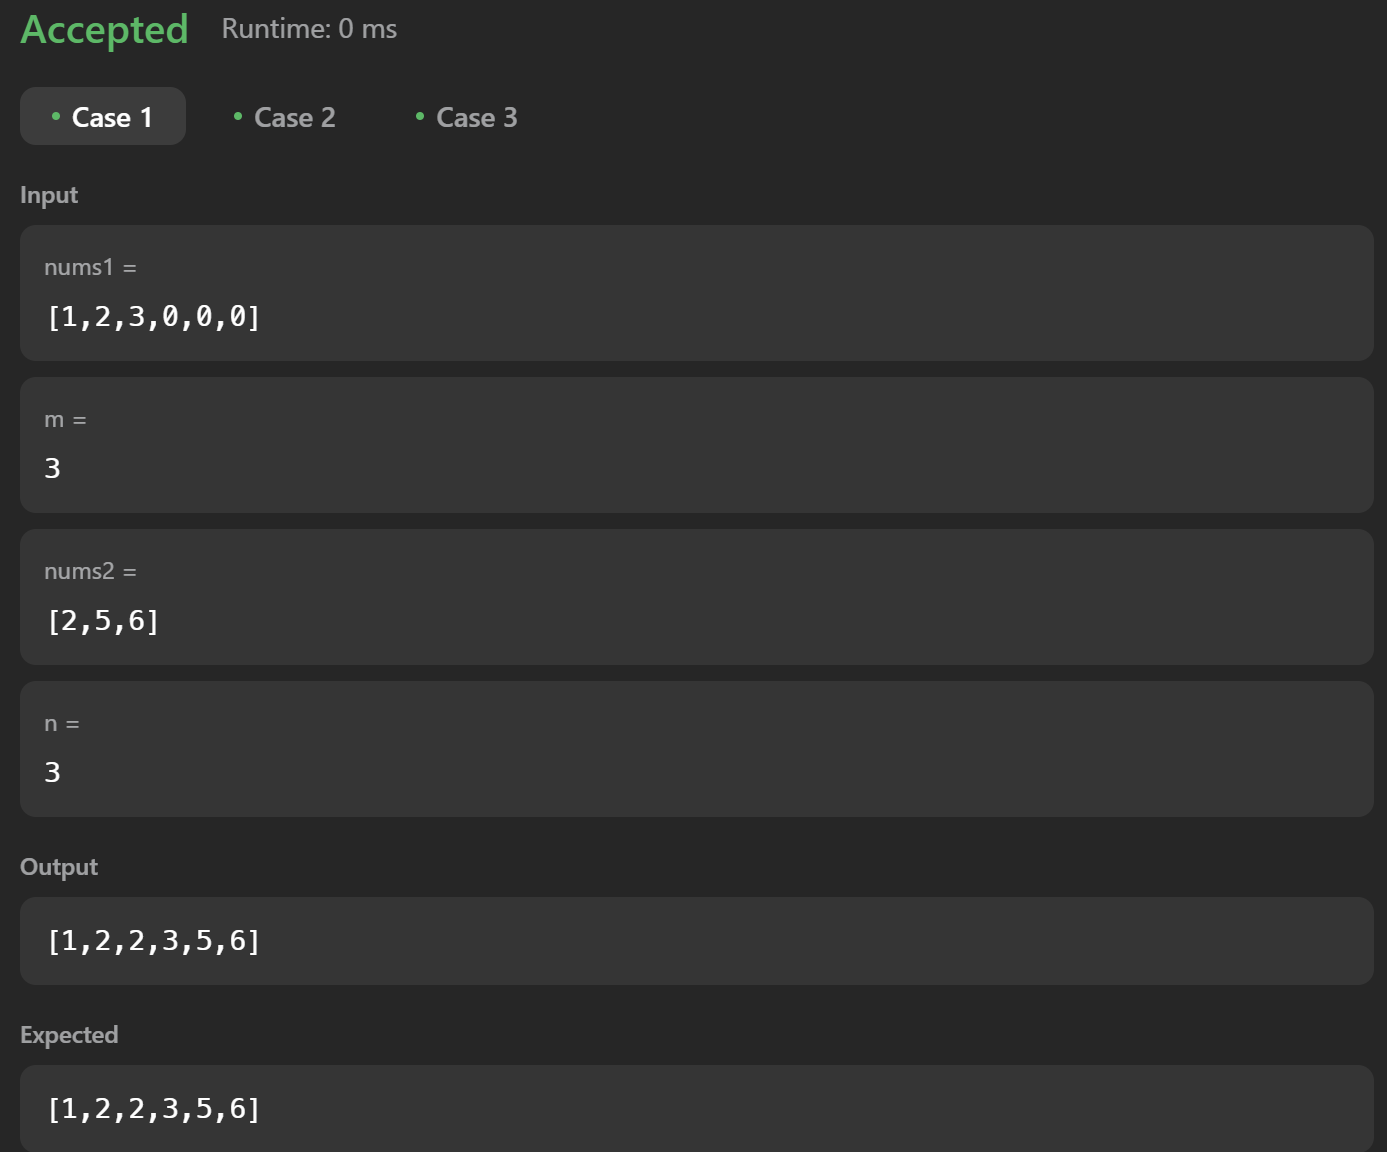 Accepted Runtime: 0 ms
• Case 1 • Case 2 • Case 3
Input
nums1 =
[1,2,3,0,0,0]
m =
3
nums2 =
[2,5,6]
n =
3
Output
[1,2,2,3,5,6]
Expected
[1,2,2,3,5,6]